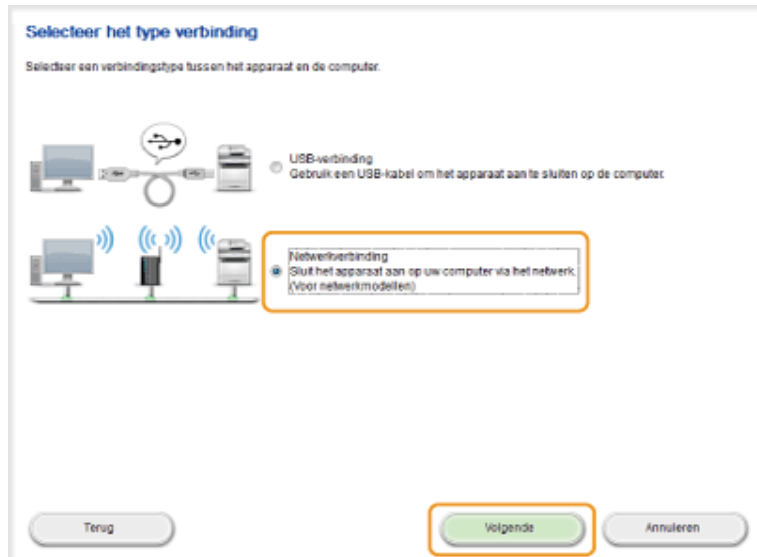 Selecteer het type verbinding
Selecteer een verbindingstype tussen het apparaat en de computer.
USB-verbinding
Gebruik een USB-kabel om het apparaat aan te sluiten op de computer.
Netwerkverbinding
Sluit het apparaat aan op uw computer via het netwerk.
(Voor netwerkmodellen)
Terug
Volgende
Annuleren